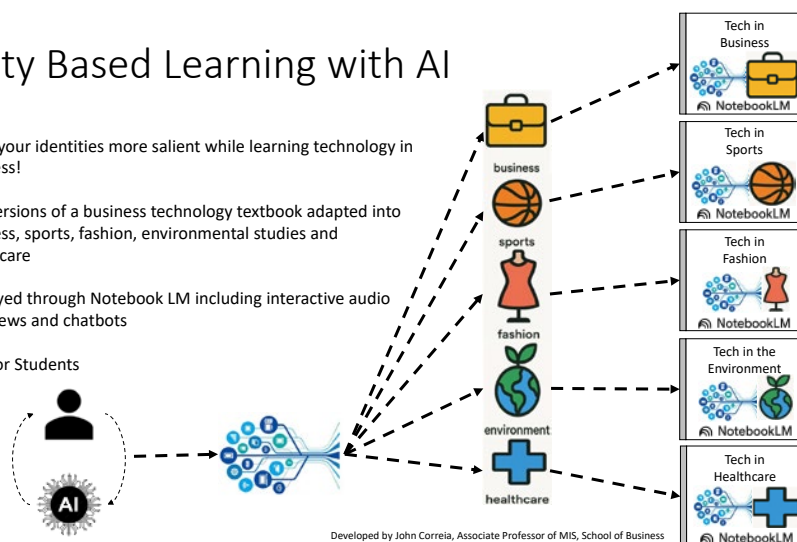 ty Based Learning with AI
your identities more salient while learning technology in
ss!
ersions of a business technology textbook adapted into
ess, sports, fashion, environmental studies and
care
yed through Notebook LM including interactive audio
ews and chatbots
or Students
AI
business
sports
fashion
environment
healthcare
Tech in
Business
NotebookLM
Tech in
Sports
NotebookLM
Tech in
Fashion
NotebookLM
Tech in the
Environment
NotebookLM
Tech in
Healthcare
NotebookLM
Developed by John Correia, Associate Professor of MIS, School of Business